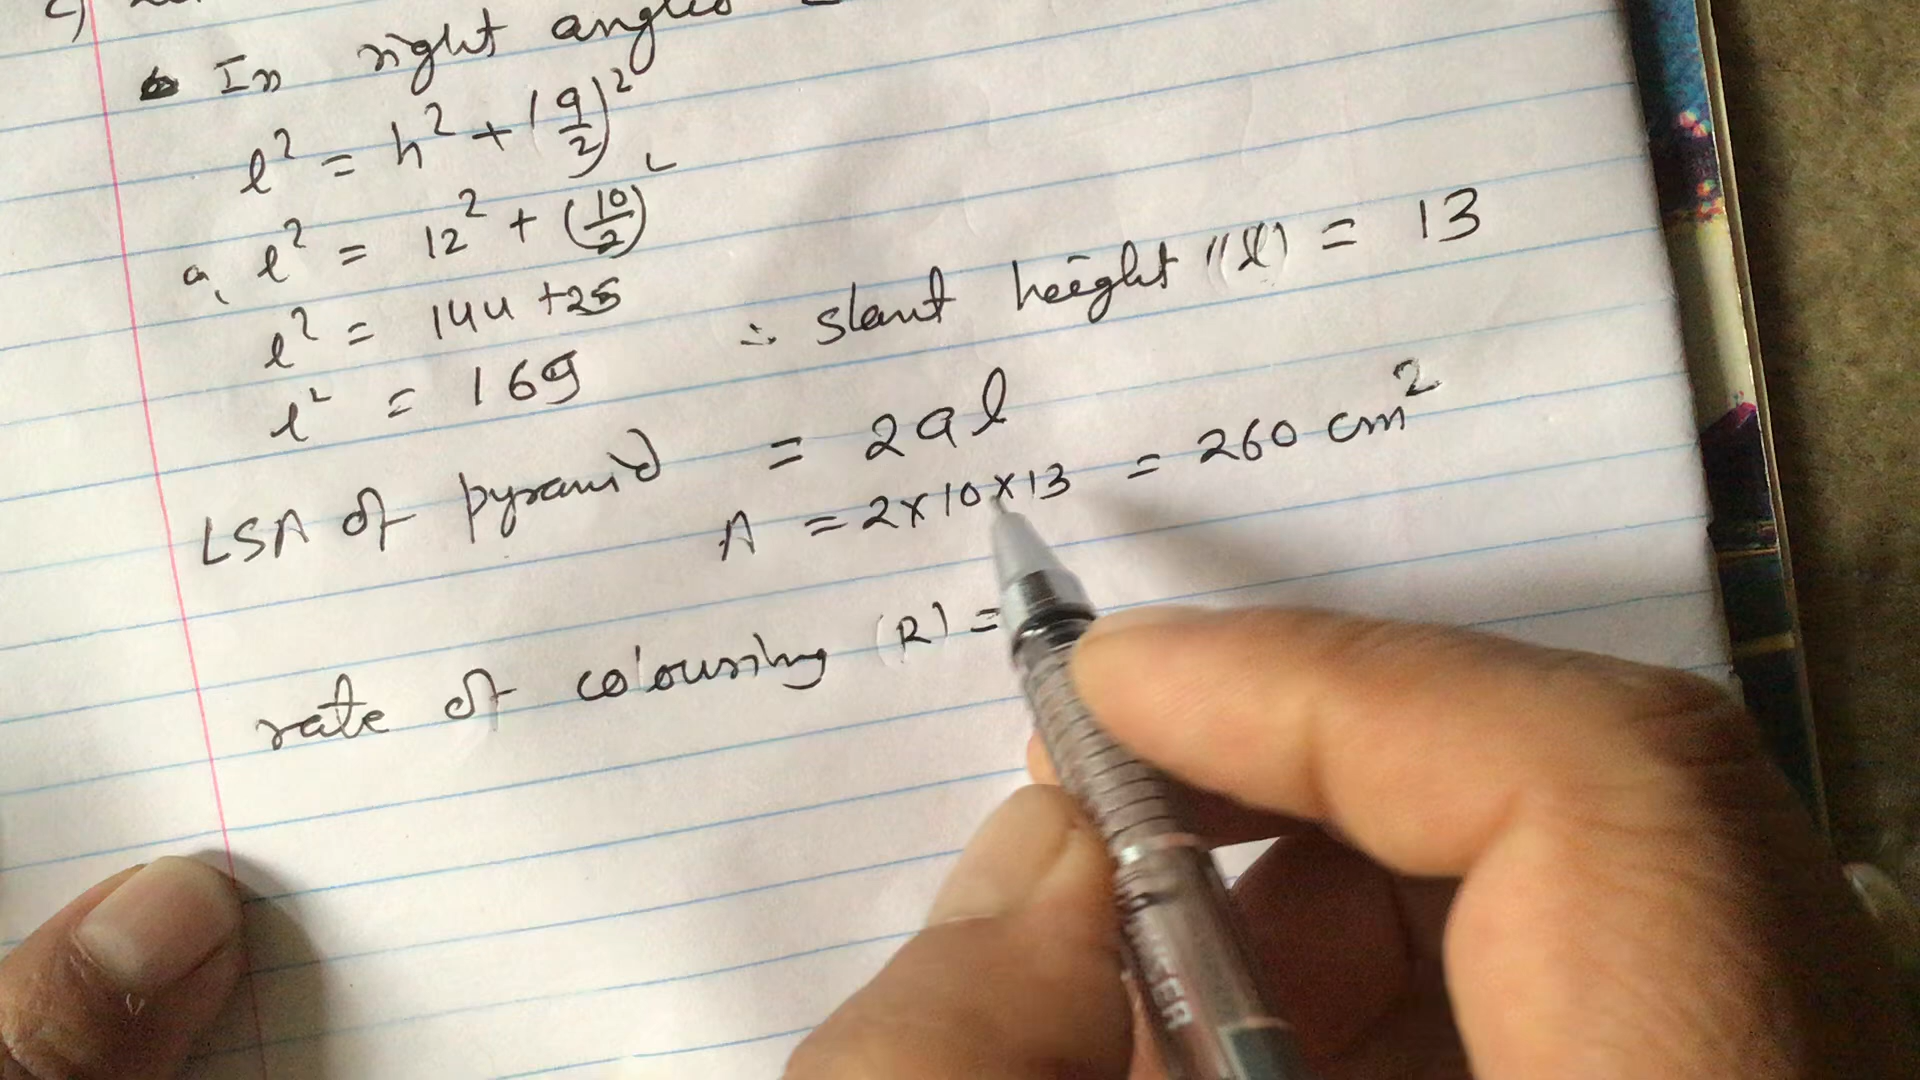 c)
In right angled
l² = h² + (a/2)²
a, l² = 12² + (10/2)²
l² = 144 + 25
l² = 169 ∴ slant height (l) = 13
LSA of pyramid = 2al
A = 2×10×13 = 260 cm²
rate of colouring (R) =